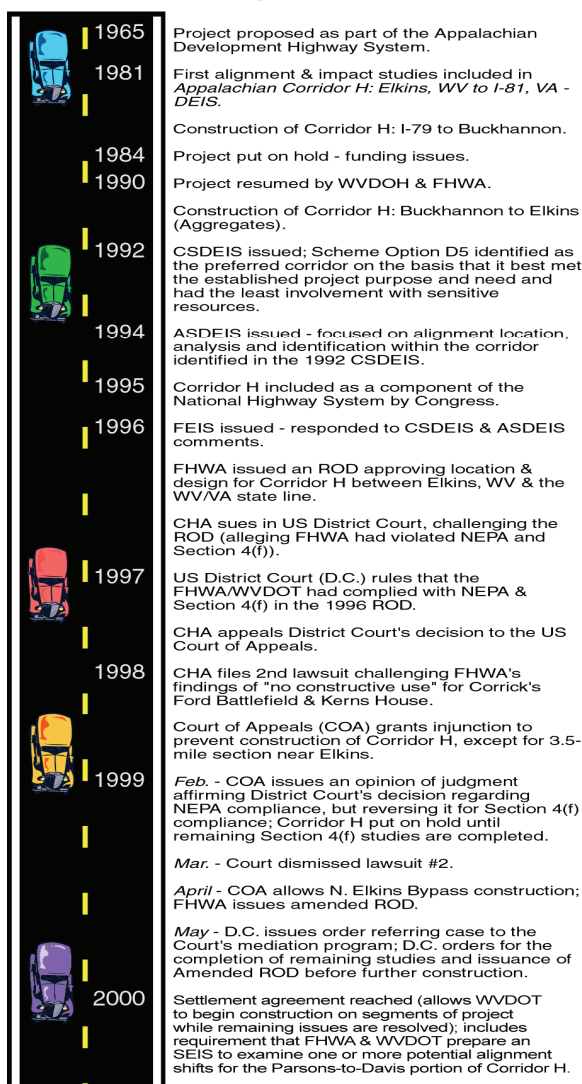 1965
Project proposed as part of the Appalachian
Development Highway System.
1981
First alignment & impact studies included in
Appalachian Corridor H: Elkins, WV to I-81, VA -
DEIS.
Construction of Corridor H: I-79 to Buckhannon.
1984
Project put on hold - funding issues.
1990
Project resumed by WVDOH & FHWA.
Construction of Corridor H: Buckhannon to Elkins
(Aggregates).
1992
CSDEIS issued; Scheme Option D5 identified as
the preferred corridor on the basis that it best met
the established project purpose and need and
had the least involvement with sensitive
resources.
1994
ASDEIS issued - focused on alignment location,
analysis and identification within the corridor
identified in the 1992 CSDEIS.
1995
Corridor H included as a component of the
National Highway System by Congress.
1996
FEIS issued - responded to CSDEIS & ASDEIS
comments.
FHWA issued an ROD approving location &
design for Corridor H between Elkins, WV & the
WV/VA state line.
CHA sues in US District Court, challenging the
ROD (alleging FHWA had violated NEPA and
Section 4(f)).
1997
US District Court (D.C.) rules that the
FHWA/WVDOT had complied with NEPA &
Section 4(f) in the 1996 ROD.
CHA appeals District Court's decision to the US
Court of Appeals.
1998
CHA files 2nd lawsuit challenging FHWA's
findings of "no constructive use" for Corrick's
Ford Battlefield & Kerns House.
Court of Appeals (COA) grants injunction to
prevent construction of Corridor H, except for 3.5-
mile section near Elkins.
1999
Feb. - COA issues an opinion of judgment
affirming District Court's decision regarding
NEPA compliance, but reversing it for Section 4(f)
compliance; Corridor H put on hold until
remaining Section 4(f) studies are completed.
Mar. - Court dismissed lawsuit #2.
April - COA allows N. Elkins Bypass construction;
FHWA issues amended ROD.
May - D.C. issues order referring case to the
Court's mediation program; D.C. orders for the
completion of remaining studies and issuance of
Amended ROD before further construction.
2000
Settlement agreement reached (allows WVDOT
to begin construction on segments of project
while remaining issues are resolved); includes
requirement that FHWA & WVDOT prepare an
SEIS to examine one or more potential alignment
shifts for the Parsons-to-Davis portion of Corridor H.